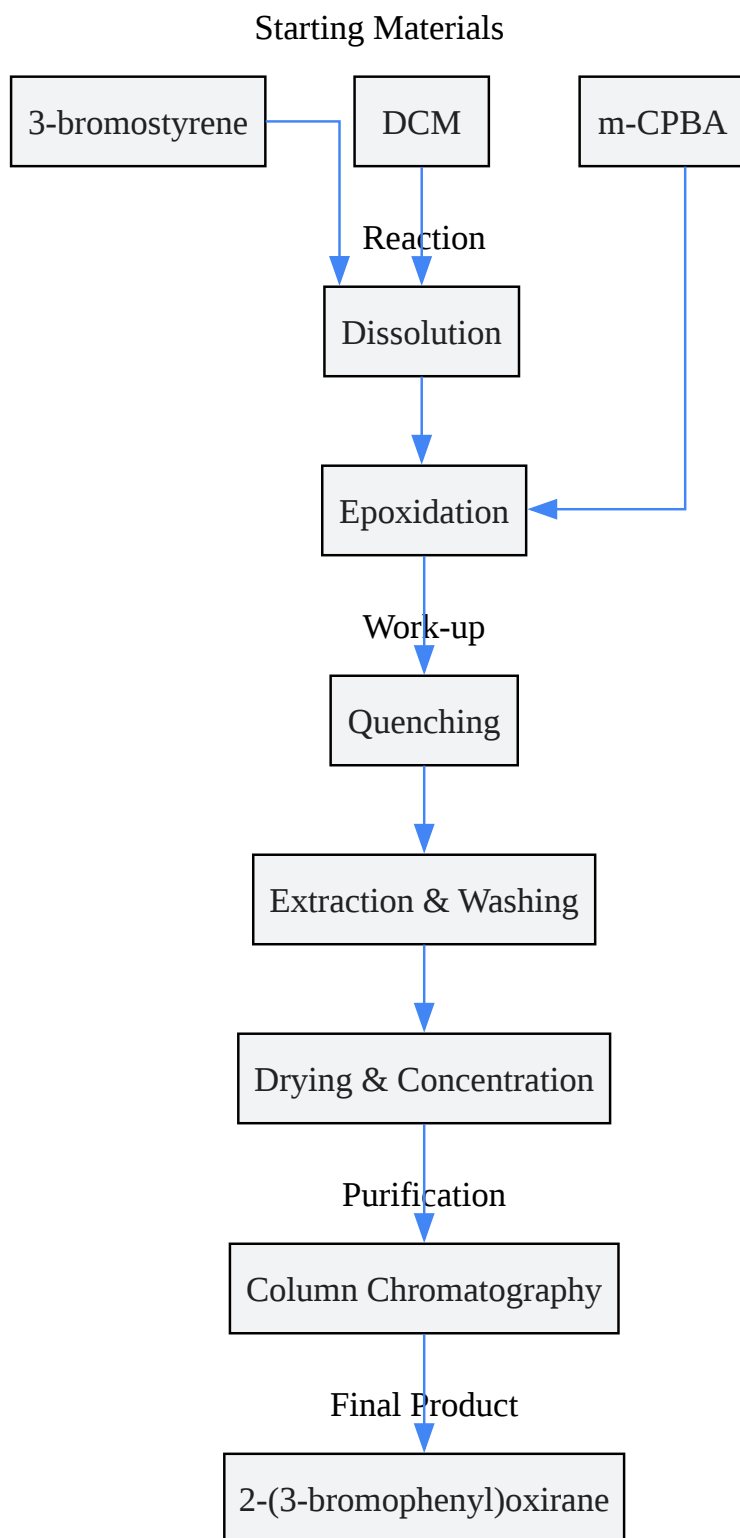 Starting Materials
3-bromostyrene
DCM
m-CPBA
Reaction
Dissolution
Epoxidation
Work-up
Quenching
Extraction & Washing
Drying & Concentration
Purification
Column Chromatography
Final Product
2-(3-bromophenyl)oxirane